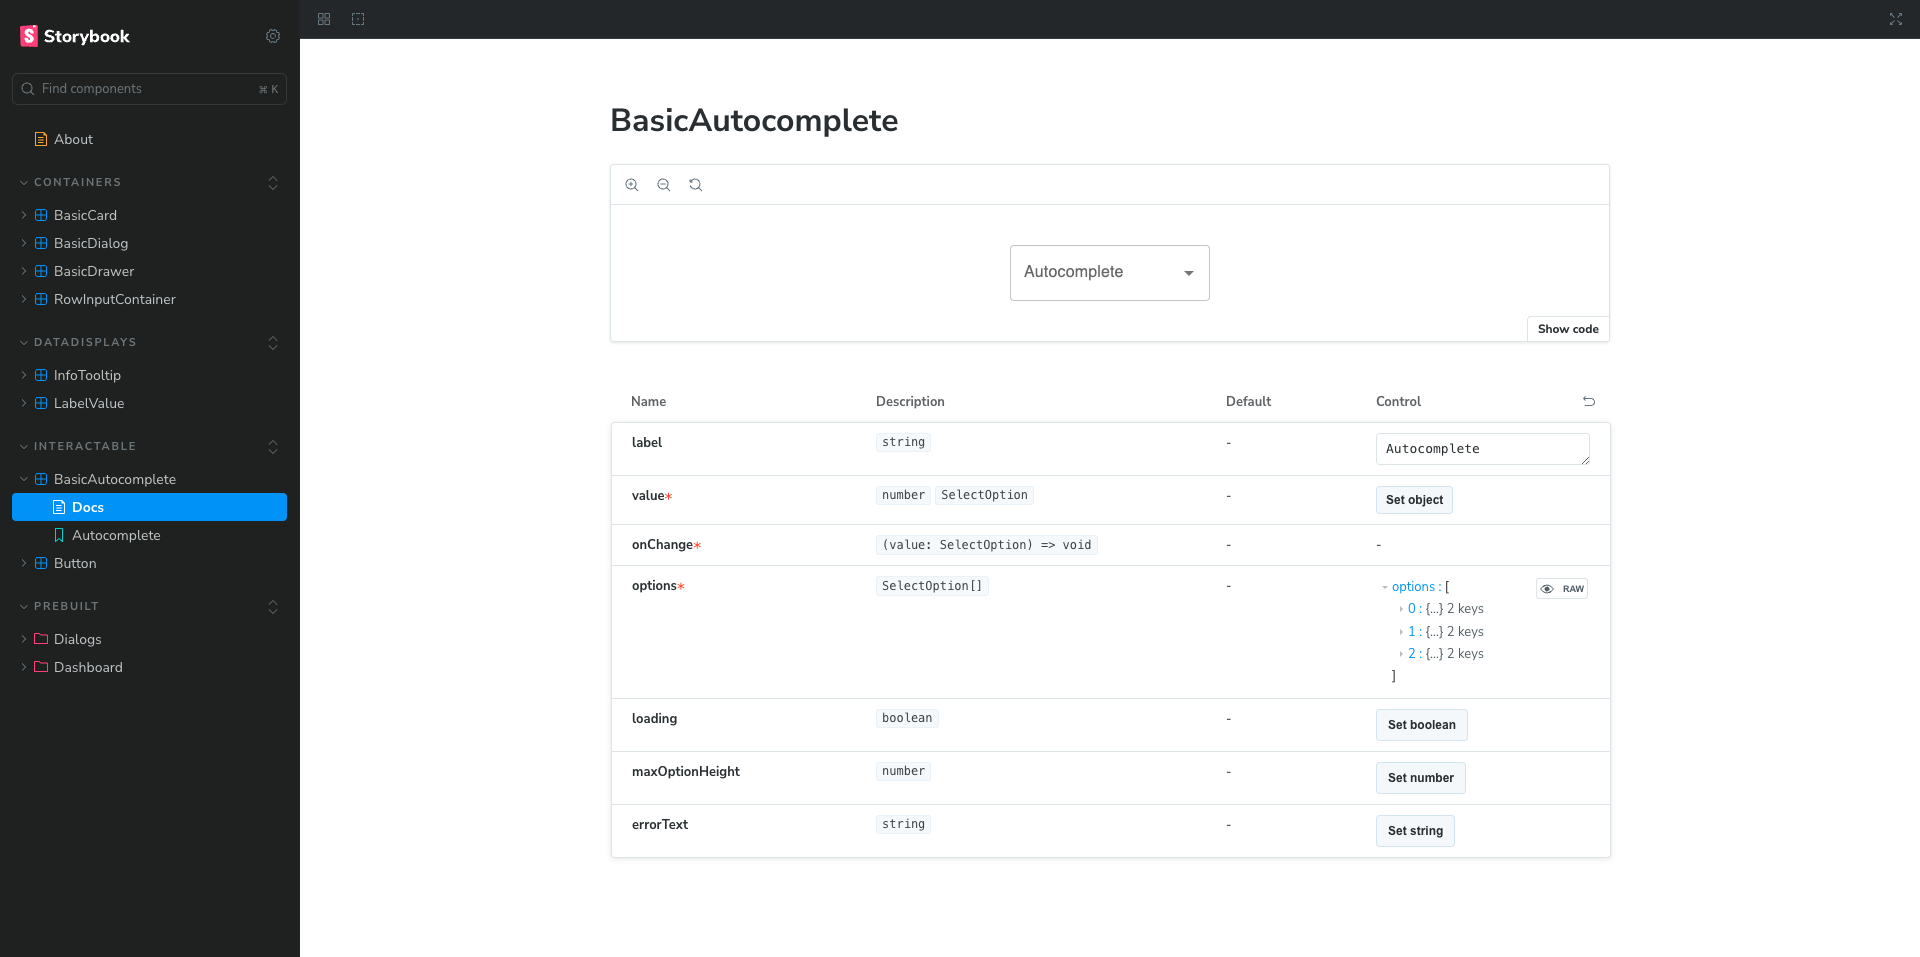 Storybook
Find components
⌘ K
About
CONTAINERS
BasicCard
BasicDialog
BasicDrawer
RowInputContainer
DATADISPLAYS
InfoTooltip
LabelValue
INTERACTABLE
BasicAutocomplete
Docs
Autocomplete
Button
PREBUILT
Dialogs
Dashboard
BasicAutocomplete
Autocomplete
Show code
Name Description Default Control
label string - Autocomplete
value* number SelectOption - Set object
onChange* (value: SelectOption) => void - -
options* SelectOption[] - options : [ RAW
0 : {...} 2 keys
1 : {...} 2 keys
2 : {...} 2 keys
]
loading boolean - Set boolean
maxOptionHeight number - Set number
errorText string - Set string